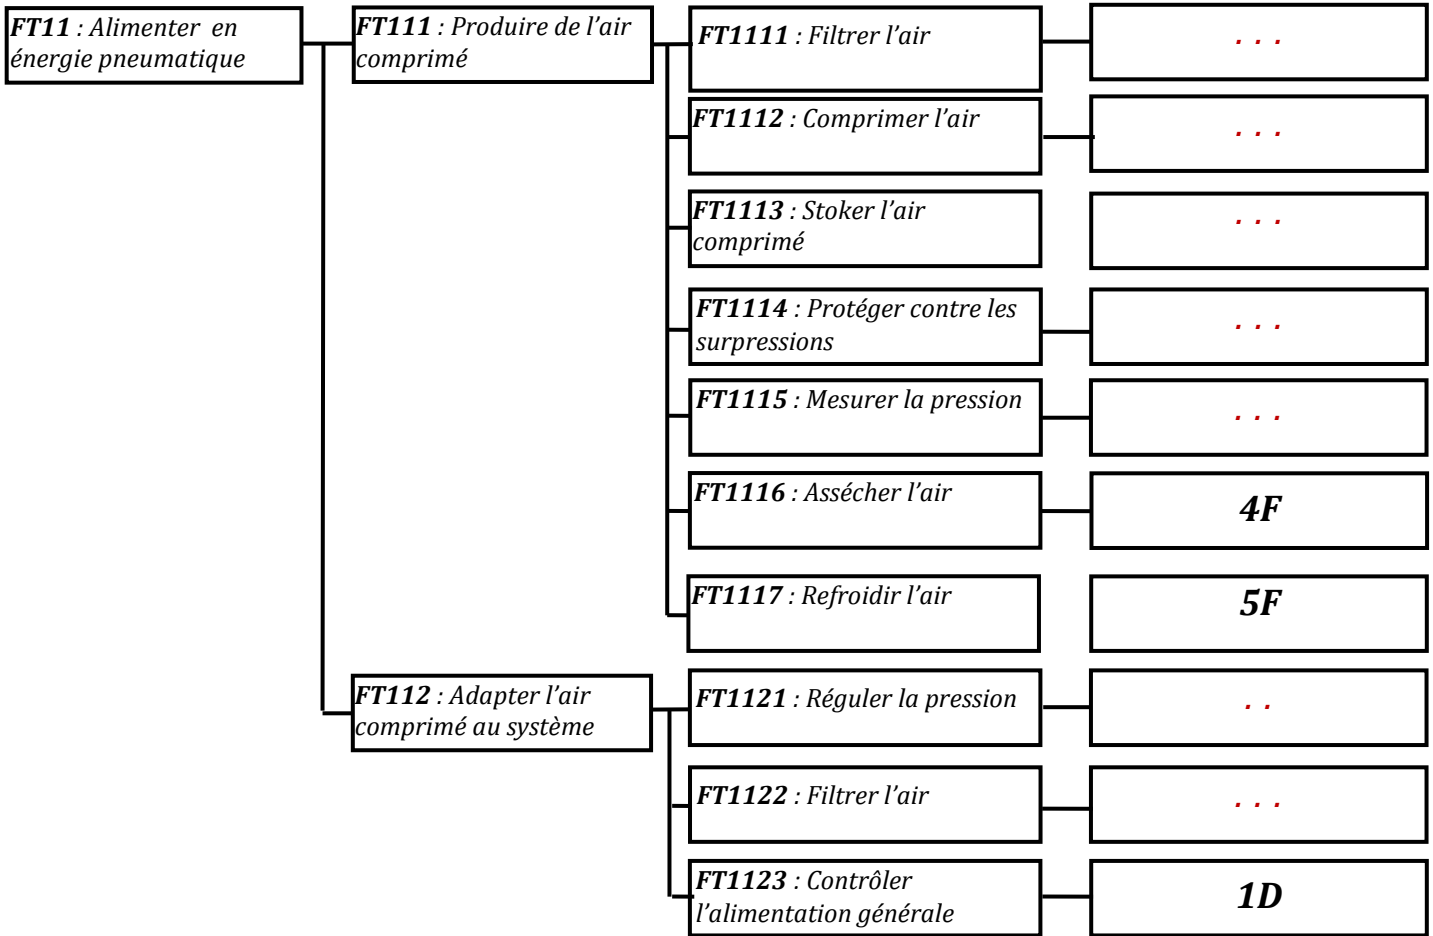 FT11 : Alimenter en
énergie pneumatique
FT111 : Produire de l'air
comprimé
FT1111 : Filtrer l'air
. . .
FT1112 : Comprimer l'air
. . .
FT1113 : Stoker l'air
comprimé
. . .
FT1114 : Protéger contre les
surpressions
. . .
FT1115 : Mesurer la pression
. . .
FT1116 : Assécher l'air
4F
FT1117 : Refroidir l'air
5F
FT112 : Adapter l'air
comprimé au système
FT1121 : Réguler la pression
. .
FT1122 : Filtrer l'air
. . .
FT1123 : Contrôler
l'alimentation générale
1D